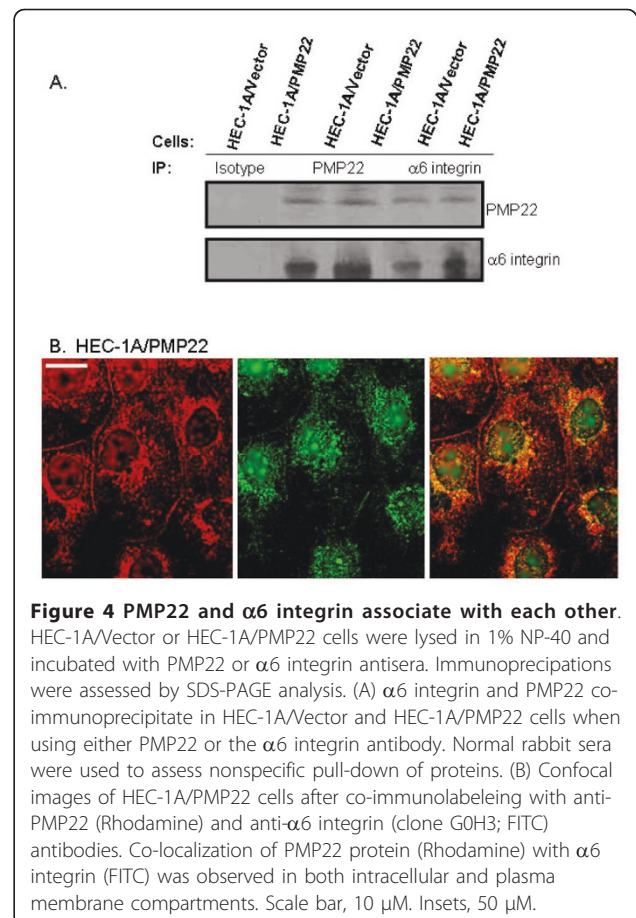 A.
HEC-1A/Vector HEC-1A/PMP22 HEC-1A/Vector HEC-1A/PMP22 HEC-1A/Vector HEC-1A/PMP22
Cells:
IP: Isotype PMP22 α6 integrin
PMP22
α6 integrin
B. HEC-1A/PMP22
Figure 4 PMP22 and α6 integrin associate with each other.
HEC-1A/Vector or HEC-1A/PMP22 cells were lysed in 1% NP-40 and
incubated with PMP22 or α6 integrin antisera. Immunoprecipations
were assessed by SDS-PAGE analysis. (A) α6 integrin and PMP22 co-
immunoprecipitate in HEC-1A/Vector and HEC-1A/PMP22 cells when
using either PMP22 or the α6 integrin antibody. Normal rabbit sera
were used to assess nonspecific pull-down of proteins. (B) Confocal
images of HEC-1A/PMP22 cells after co-immunolabeleing with anti-
PMP22 (Rhodamine) and anti-α6 integrin (clone G0H3; FITC)
antibodies. Co-localization of PMP22 protein (Rhodamine) with α6
integrin (FITC) was observed in both intracellular and plasma
membrane compartments. Scale bar, 10 μM. Insets, 50 μM.